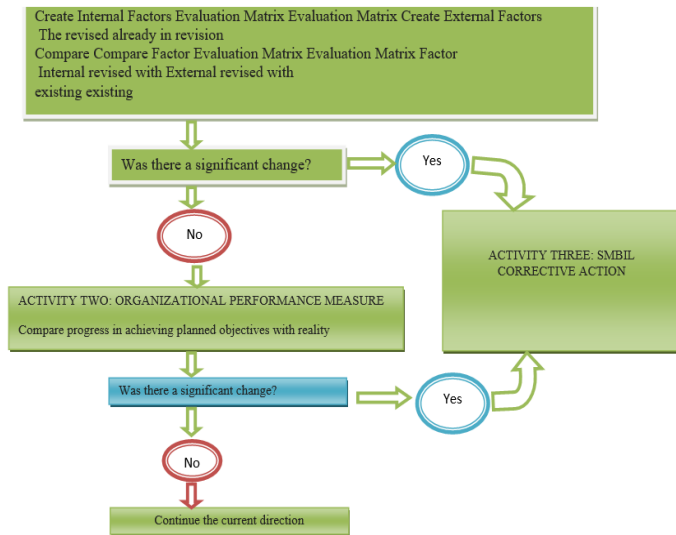 Create Internal Factors Evaluation Matrix Evaluation Matrix Create External Factors
The revised already in revision
Compare Compare Factor Evaluation Matrix Evaluation Matrix Factor
Internal revised with External revised with
existing existing
Was there a significant change?
Yes
No
ACTIVITY THREE: SMBIL
CORRECTIVE ACTION
ACTIVITY TWO: ORGANIZATIONAL PERFORMANCE MEASURE
Compare progress in achieving planned objectives with reality
Was there a significant change?
Yes
No
Continue the current direction